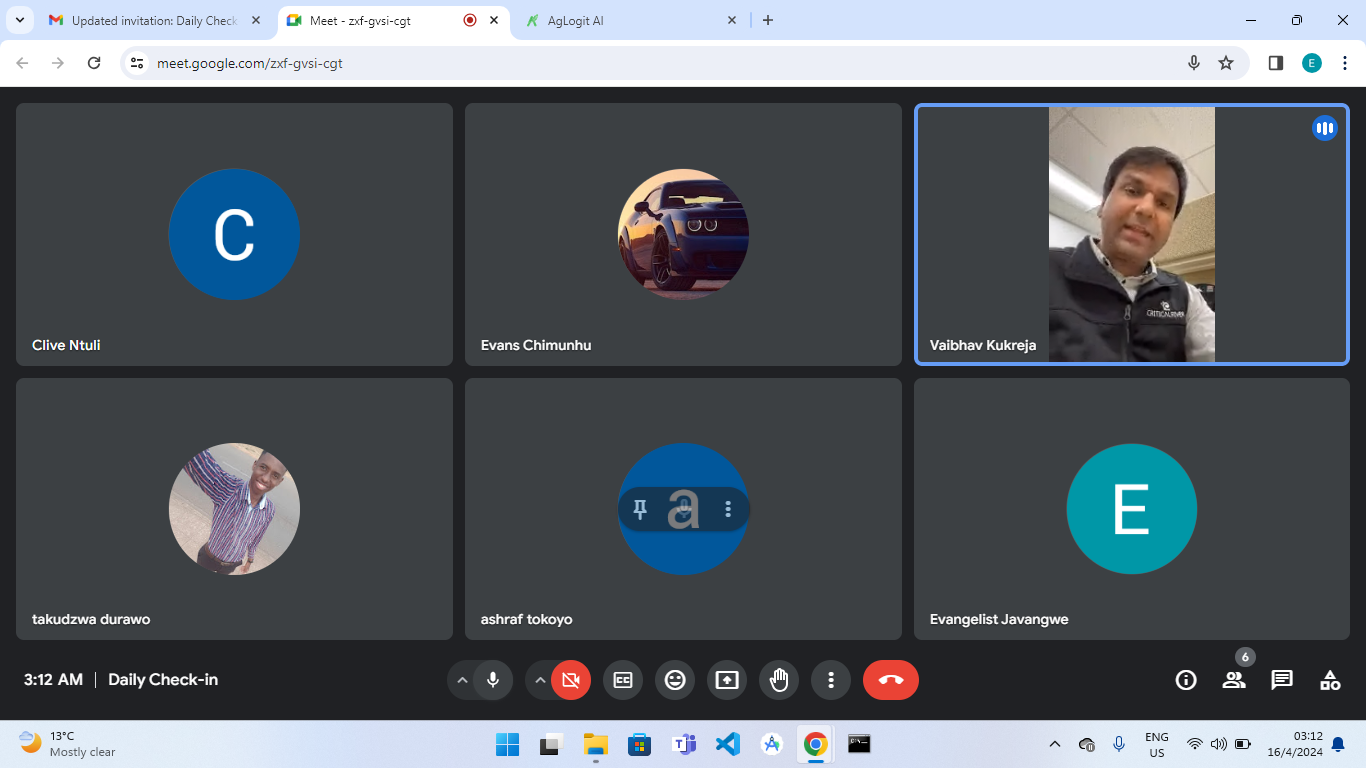 Updated invitation: Daily Check
Meet - zxf-gvsi-cgt
AgLogit AI
meet.google.com/zxf-gvsi-cgt
E
C
Clive Ntuli
Evans Chimunhu
CRITICALRIVER
Vaibhav Kukreja
takudzwa durawo
a
ashraf tokoyo
E
Evangelist Javangwe
3:12 AM | Daily Check-in
CC
6
13°C
Mostly clear
ENG
US
03:12
16/4/2024